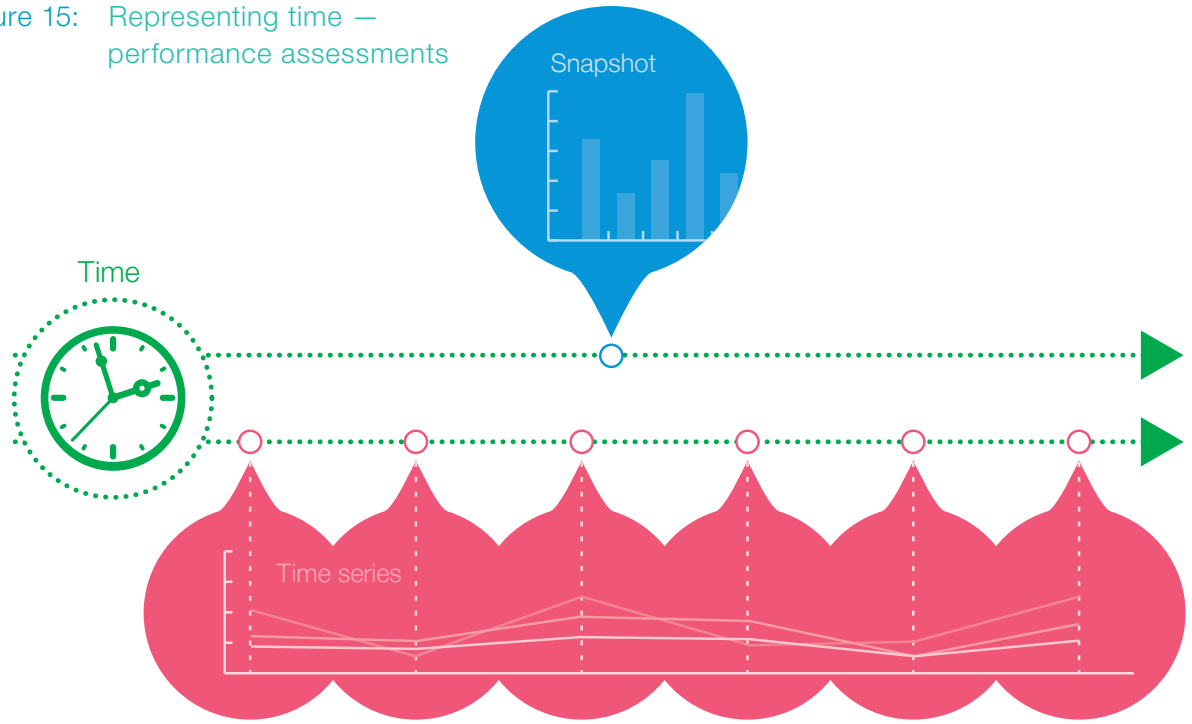 ure 15: Representing time —
performance assessments
Snapshot
Time
Time series